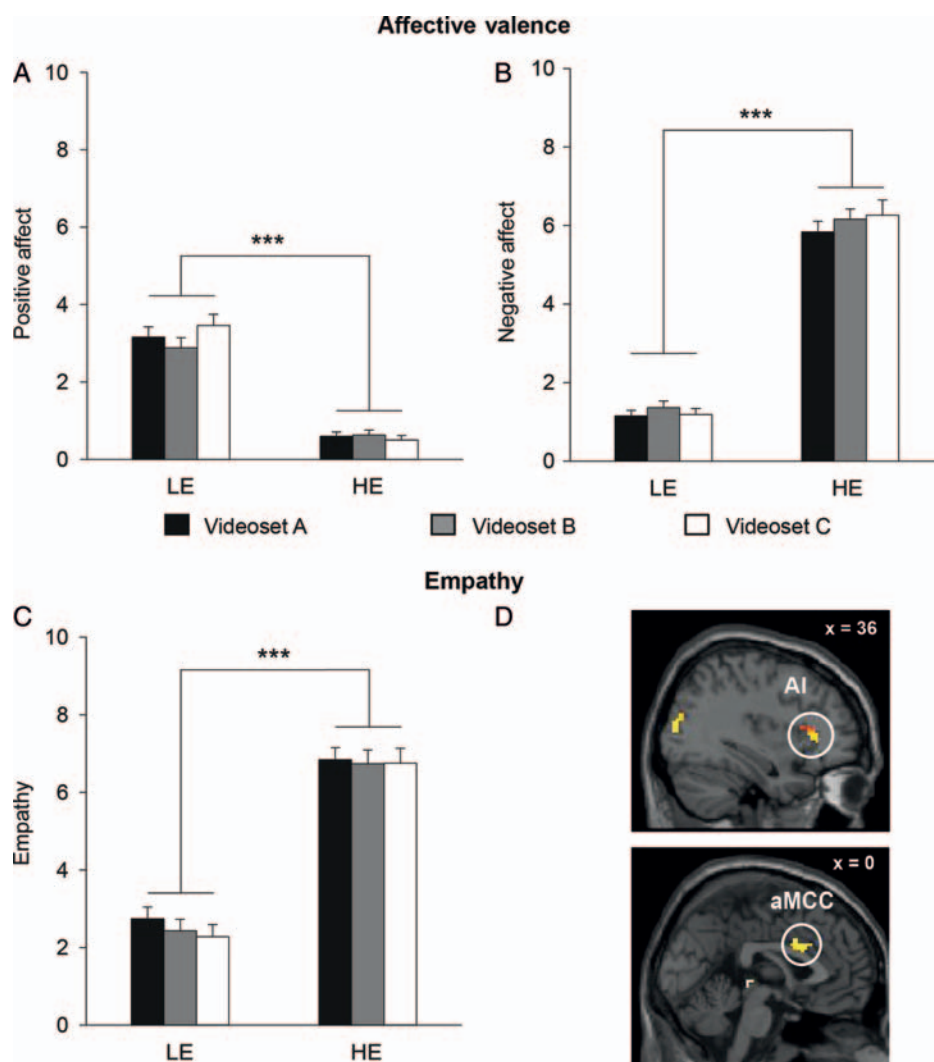 Affective valence
A
B
10
8
6
4
2
0
Positive affect
***
LE
HE
10
8
6
4
2
0
Negative affect
***
LE
HE
Videoset A
Videoset B
Videoset C
Empathy
C
D
10
8
6
4
2
0
Empathy
***
LE
HE
x = 36
AI
x = 0
aMCC